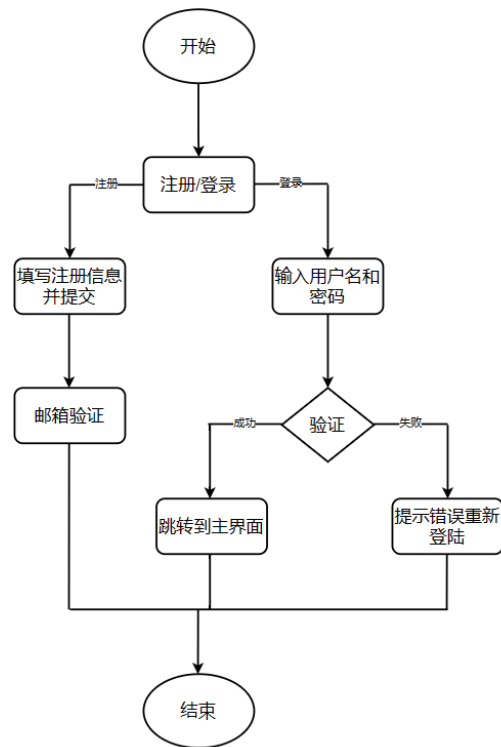 开始
注册/登录
注册
登录
填写注册信息
并提交
输入用户名和
密码
邮箱验证
验证
成功
失败
跳转到主界面
提示错误重新
登陆
结束